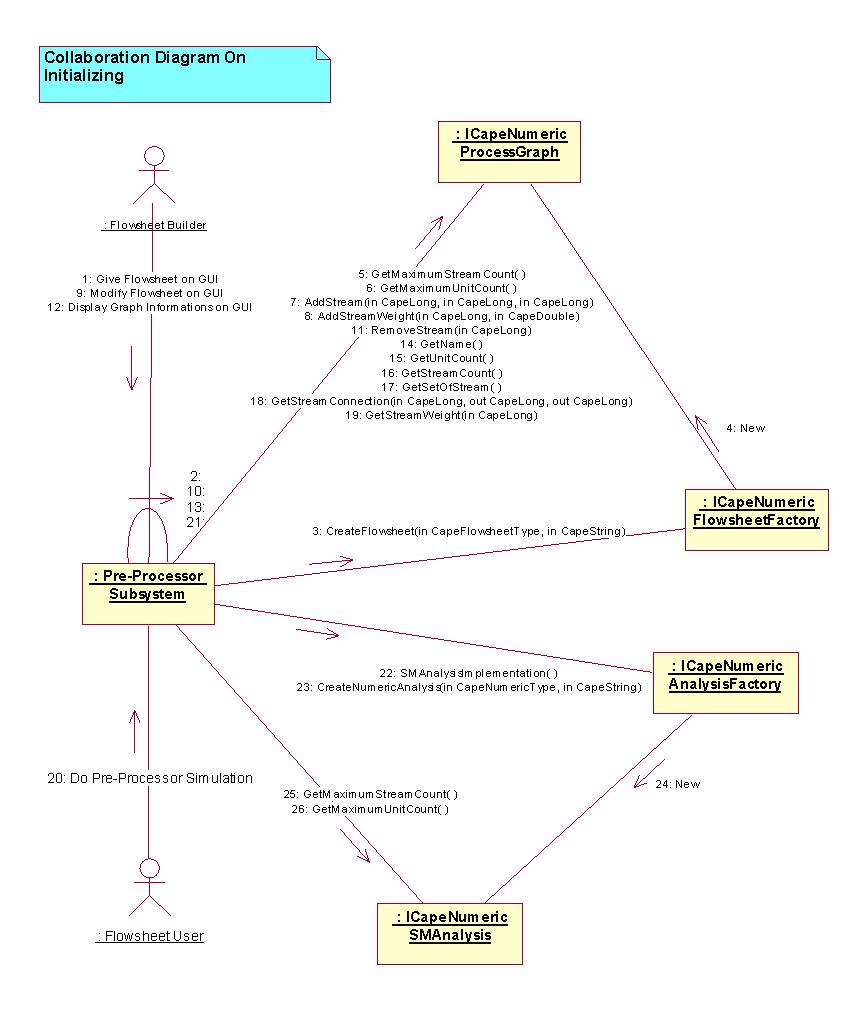 Collaboration Diagram On
Initializing
: ICapeNumeric
ProcessGraph
: Flowsheet Builder
1: Give Flowsheet on GUI
9: Modify Flowsheet on GUI
12: Display Graph Informations on GUI
5: GetMaximumStreamCount( )
6: GetMaximumUnitCount( )
7: AddStream(in CapeLong, in CapeLong, in CapeLong)
8: AddStreamWeight(in CapeLong, in CapeDouble)
11: RemoveStream(in CapeLong)
14: GetName( )
15: GetUnitCount( )
16: GetStreamCount( )
17: GetSetOfStream( )
18: GetStreamConnection(in CapeLong, out CapeLong, out CapeLong)
19: GetStreamWeight(in CapeLong)
4: New
2:
10:
13:
21:
: ICapeNumeric
FlowsheetFactory
3: CreateFlowsheet(in CapeFlowsheetType, in CapeString)
: Pre-Processor
Subsystem
22: SMAnalysisImplementation( )
23: CreateNumericAnalysis(in CapeNumericType, in CapeString)
: ICapeNumeric
AnalysisFactory
20: Do Pre-Processor Simulation
25: GetMaximumStreamCount( )
26: GetMaximumUnitCount( )
24: New
: Flowsheet User
: ICapeNumeric
SMAnalysis